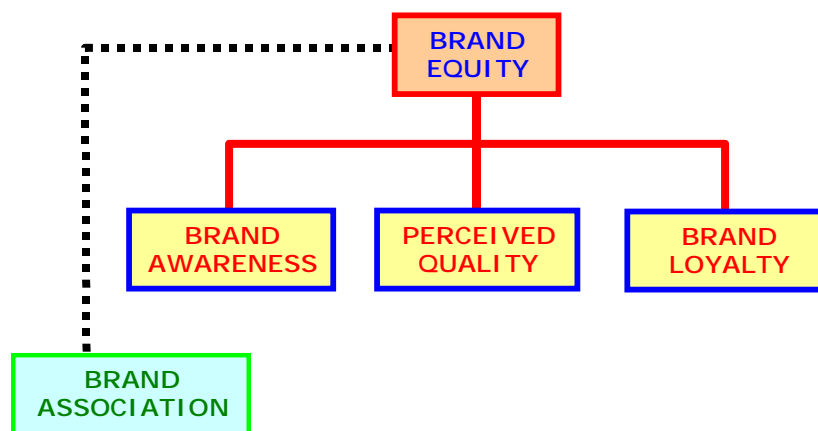 BRAND
EQUITY
BRAND
AWARENESS
PERCEIVED
QUALITY
BRAND
LOYALTY
BRAND
ASSOCIATION